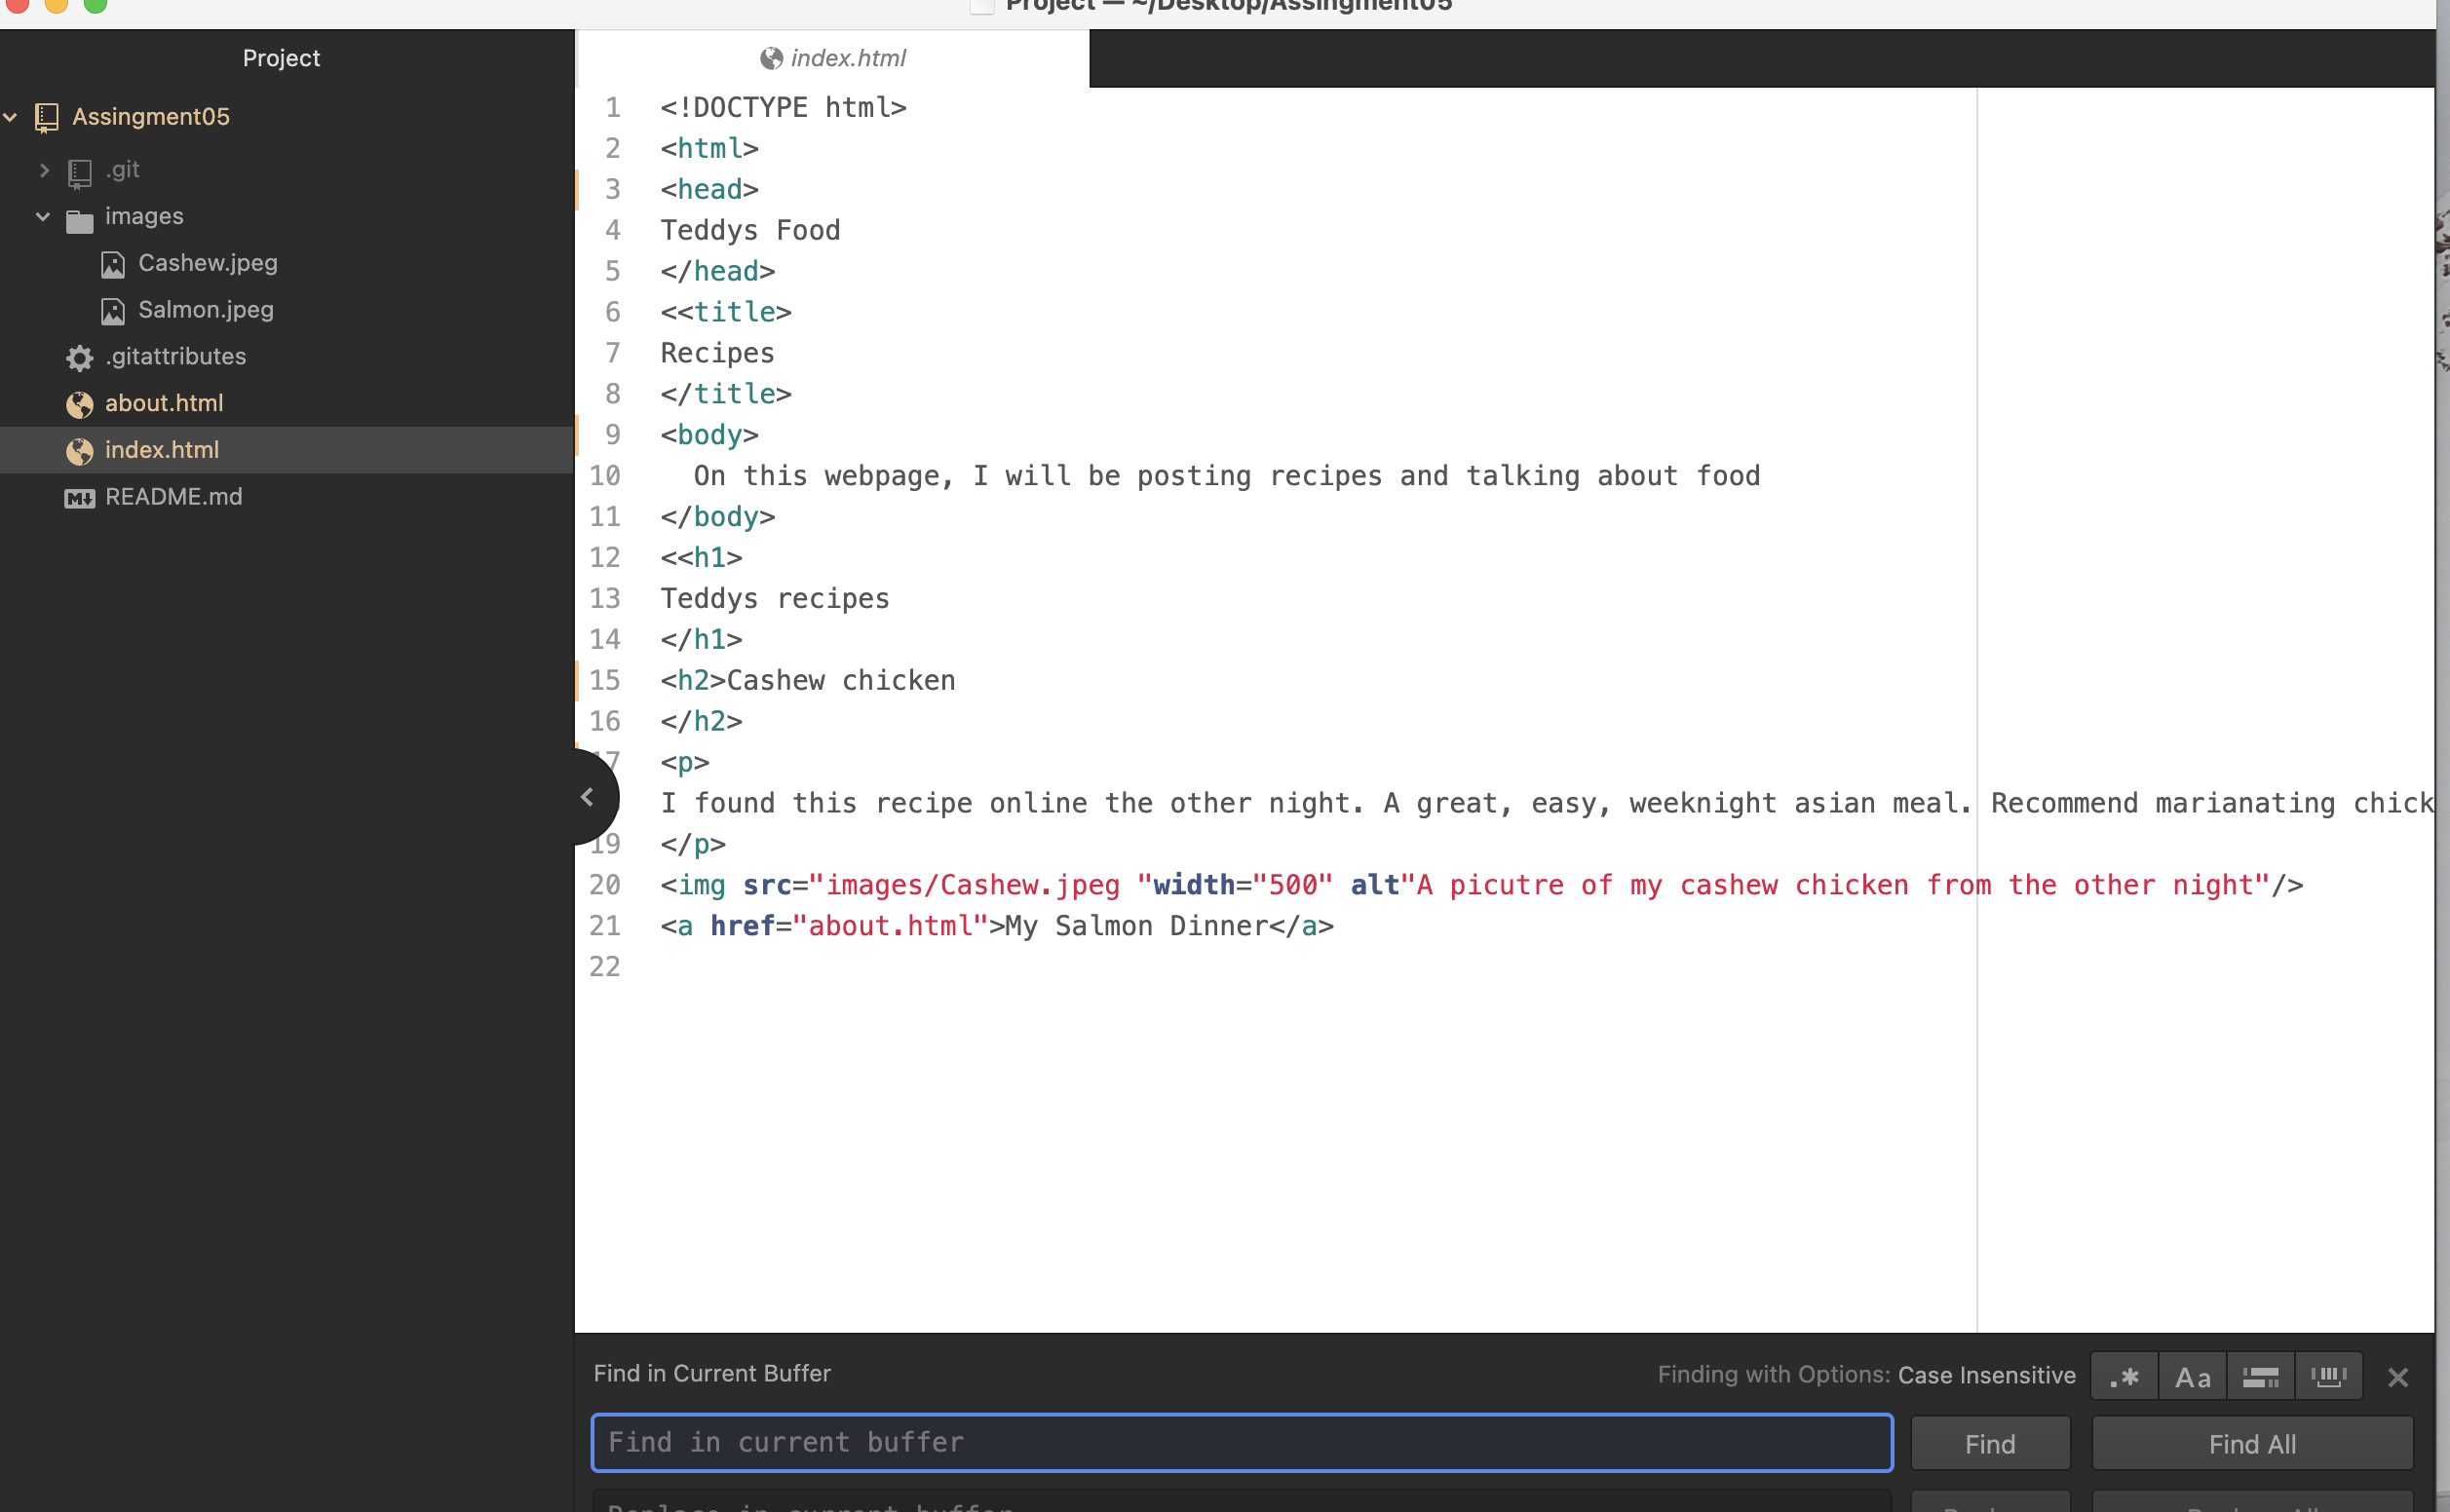 Project — ~/Desktop/Assingment05
Project
Assingment05
.git
images
Cashew.jpeg
Salmon.jpeg
.gitattributes
about.html
index.html
README.md
index.html
1 <!DOCTYPE html>
2 <html>
3 <head>
4 Teddys Food
5 </head>
6 <<title>
7 Recipes
8 </title>
9 <body>
10   On this webpage, I will be posting recipes and talking about food
11 </body>
12 <<h1>
13 Teddys recipes
14 </h1>
15 <h2>Cashew chicken
16 </h2>
17 <p>
I found this recipe online the other night. A great, easy, weeknight asian meal. Recommend marianating chick
19 </p>
20 <img src="images/Cashew.jpeg "width="500" alt"A picutre of my cashew chicken from the other night"/>
21 <a href="about.html">My Salmon Dinner</a>
22
Find in Current Buffer
Finding with Options: Case Insensitive
.* Aa
Find in current buffer
Find
Find All
Replace in current buffer